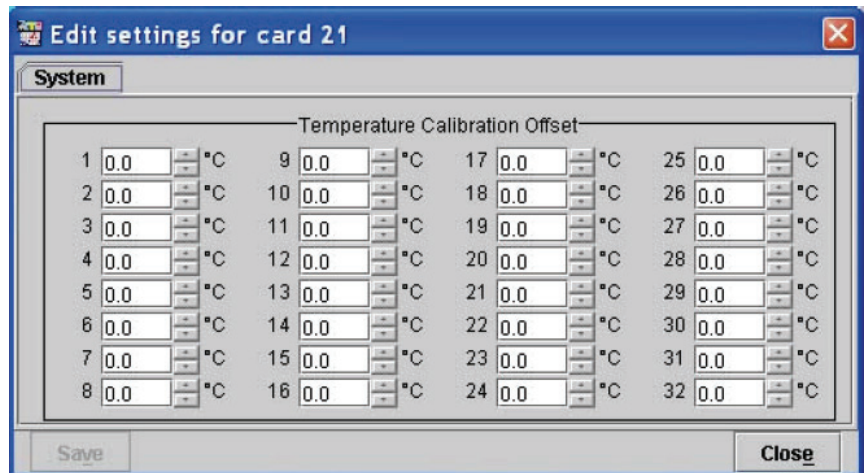 Edit settings for card 21
System
Temperature Calibration Offset
1 0.0 °C 9 0.0 °C 17 0.0 °C 25 0.0 °C
2 0.0 °C 10 0.0 °C 18 0.0 °C 26 0.0 °C
3 0.0 °C 11 0.0 °C 19 0.0 °C 27 0.0 °C
4 0.0 °C 12 0.0 °C 20 0.0 °C 28 0.0 °C
5 0.0 °C 13 0.0 °C 21 0.0 °C 29 0.0 °C
6 0.0 °C 14 0.0 °C 22 0.0 °C 30 0.0 °C
7 0.0 °C 15 0.0 °C 23 0.0 °C 31 0.0 °C
8 0.0 °C 16 0.0 °C 24 0.0 °C 32 0.0 °C
Save Close